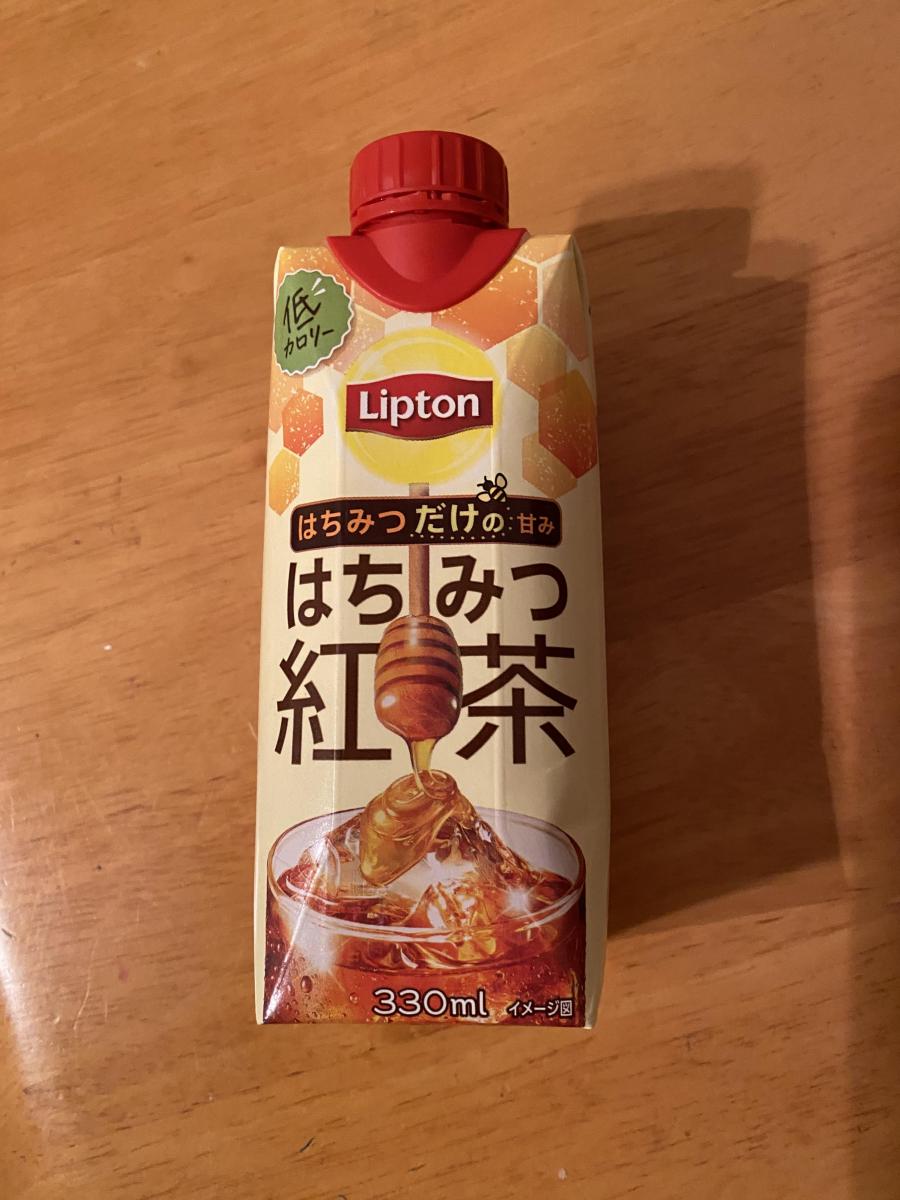 低
カロリー
Lipton
はちみつだけの甘み
はちみつ
紅茶
330ml イメージ図